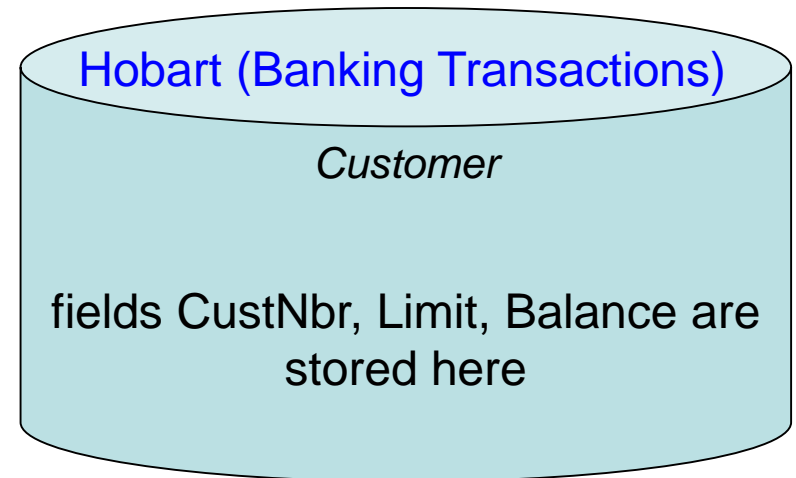 Hobart (Banking Transactions)
Customer
fields CustNbr, Limit, Balance are
stored here